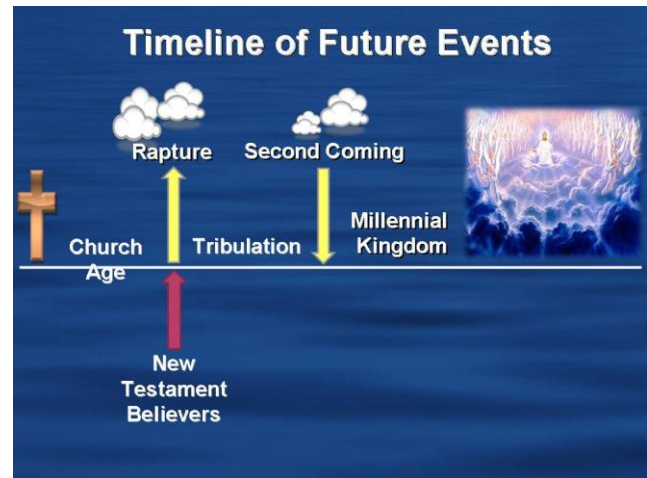 Timeline of Future Events
Rapture
Second Coming
Church
Age
Tribulation
Millennial
Kingdom
New
Testament
Believers